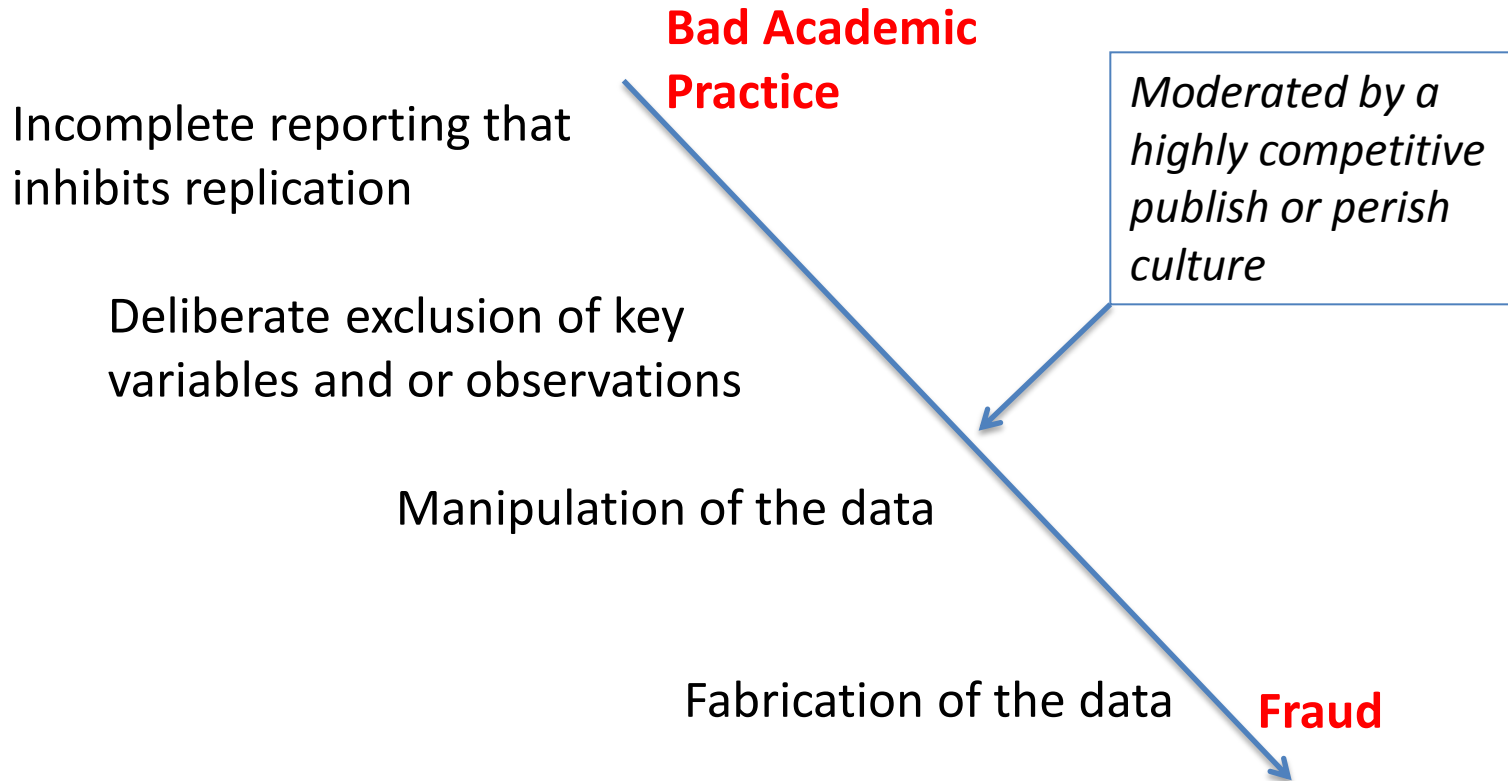 Bad Academic
Practice
Incomplete reporting that
inhibits replication
Moderated by a
highly competitive
publish or perish
culture
Deliberate exclusion of key
variables and or observations
Manipulation of the data
Fabrication of the data
Fraud